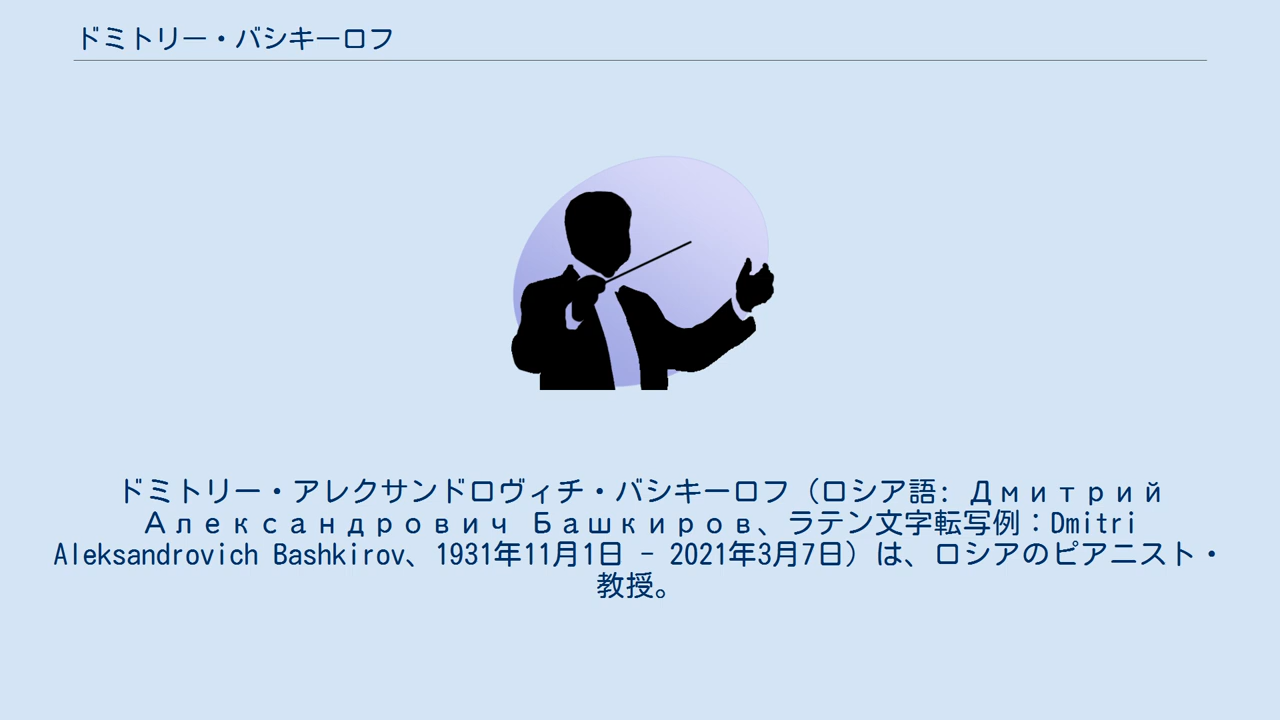 ドミトリー・バシキーロフ
ドミトリー・アレクサンドロヴィチ・バシキーロフ（ロシア語: Дмитрий
Александрович Башкиров、ラテン文字転写例：Dmitri
Aleksandrovich Bashkirov、1931年11月1日 - 2021年3月7日）は、ロシアのピアニスト・
教授。